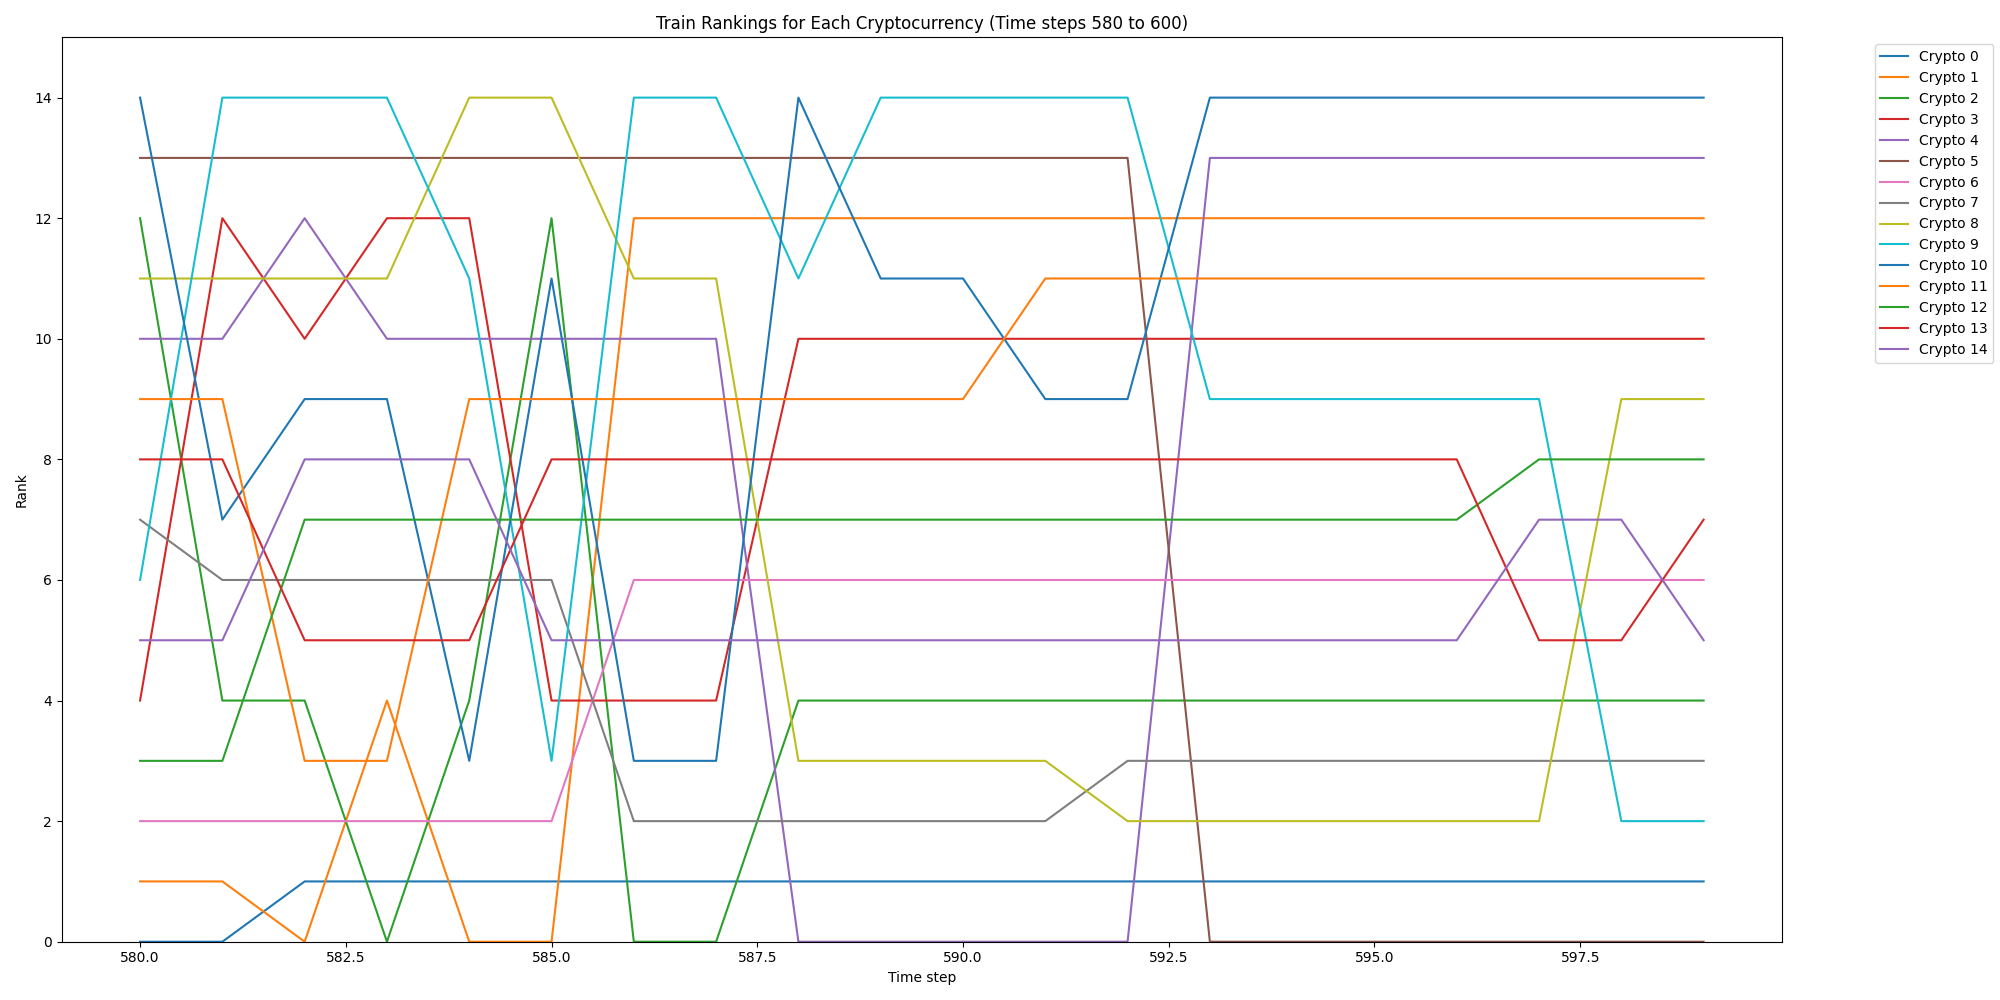 Train Rankings for Each Cryptocurrency (Time steps 580 to 600)
14
12
10
8
6
4
2
0
Rank
580.0 582.5 585.0 587.5 590.0 592.5 595.0 597.5
Time step
Crypto 0
Crypto 1
Crypto 2
Crypto 3
Crypto 4
Crypto 5
Crypto 6
Crypto 7
Crypto 8
Crypto 9
Crypto 10
Crypto 11
Crypto 12
Crypto 13
Crypto 14